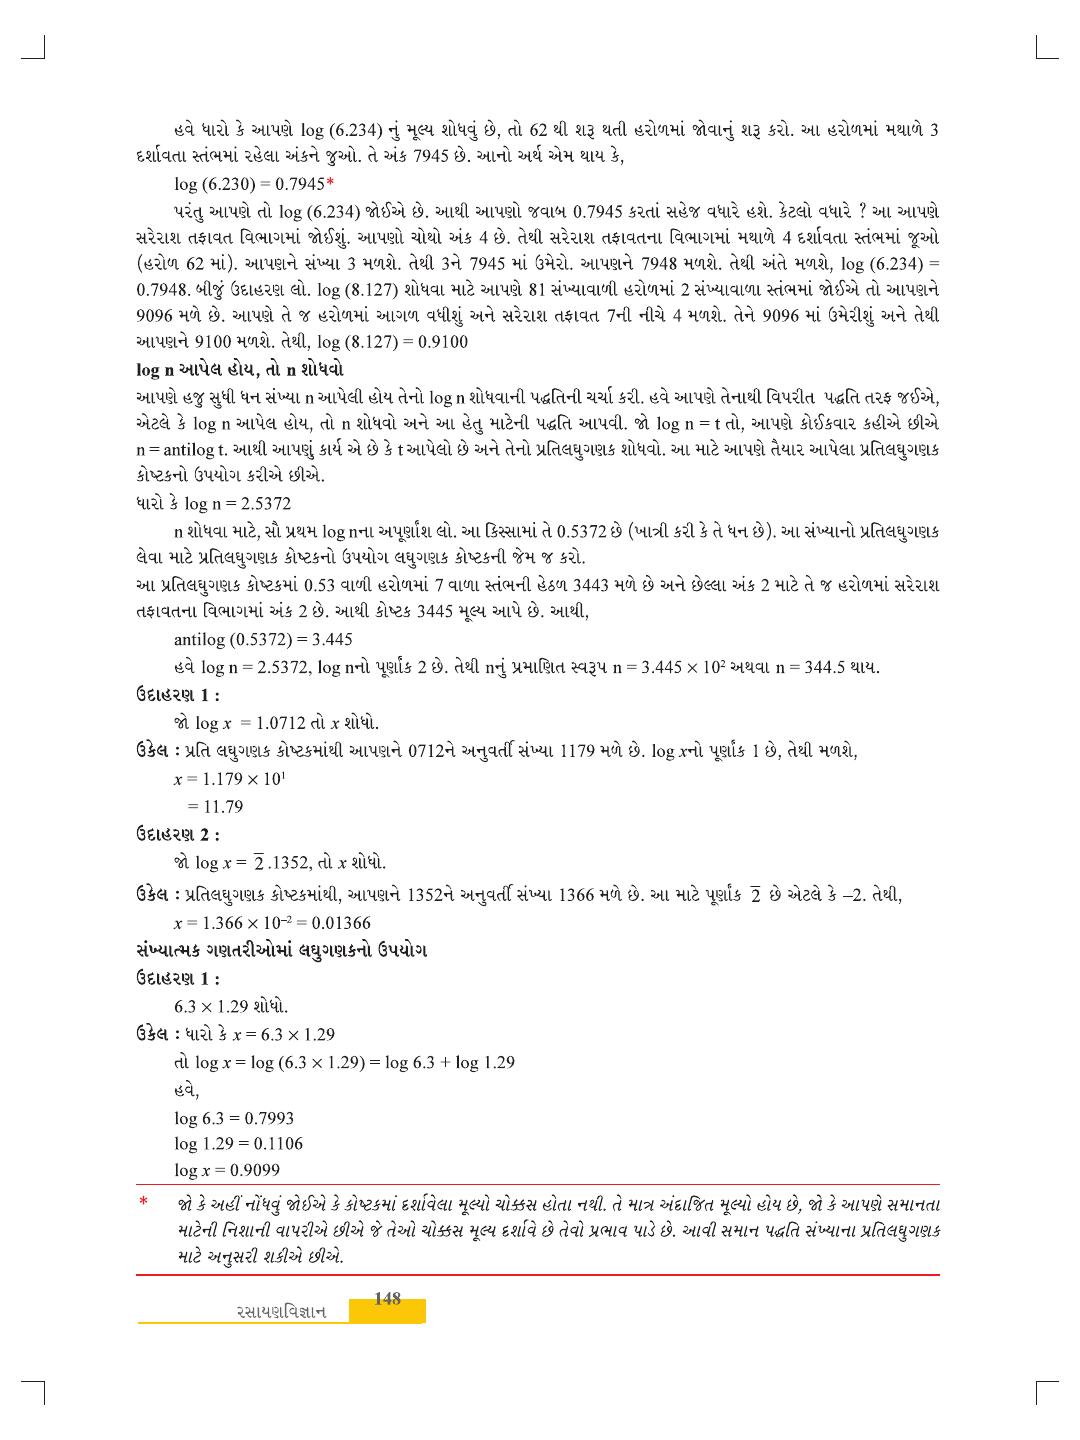 હવે ધારો કે આપણે log (6.234) નું મૂલ્ય શોધવું છે, તો 62 થી શરૂ થતી હરોળમાં જોવાનું શરૂ કરો. આ હરોળમાં મથાળે 3
દર્શાવતા સ્તંભમાં રહેલા અંકને જુઓ. તે અંક 7945 છે. આનો અર્થ એમ થાય કે,
log (6.230) = 0.7945*
પરંતુ આપણે તો log (6.234) જોઈએ છે. આથી આપણો જવાબ 0.7945 કરતાં સહેજ વધારે હશે. કેટલો વધારે ? આ આપણે
સરેરાશ તફાવત વિભાગમાં જોઈશું. આપણો ચોથો અંક 4 છે. તેથી સરેરાશ તફાવતના વિભાગમાં મથાળે 4 દર્શાવતા સ્તંભમાં જૂઓ
(હરોળ 62 માં). આપણને સંખ્યા 3 મળશે. તેથી 3ને 7945 માં ઉમેરો. આપણને 7948 મળશે. તેથી અંતે મળશે, log (6.234) =
0.7948. બીજું ઉદાહરણ લો. log (8.127) શોધવા માટે આપણે 81 સંખ્યાવાળી હરોળમાં 2 સંખ્યાવાળા સ્તંભમાં જોઈએ તો આપણને
9096 મળે છે. આપણે તે જ હરોળમાં આગળ વધીશું અને સરેરાશ તફાવત 7ની નીચે 4 મળશે. તેને 9096 માં ઉમેરીશું અને તેથી
આપણને 9100 મળશે. તેથી, log (8.127) = 0.9100
log n આપેલ હોય, તો n શોધવો
આપણે હજુ સુધી ધન સંખ્યા n આપેલી હોય તેનો log n શોધવાની પદ્ધતિની ચર્ચા કરી. હવે આપણે તેનાથી વિપરીત પદ્ધતિ તરફ જઈએ,
એટલે કે log n આપેલ હોય, તો n શોધવો અને આ હેતુ માટેની પદ્ધતિ આપવી. જો log n = t તો, આપણે કોઈકવાર કહીએ છીએ
n = antilog t. આથી આપણું કાર્ય એ છે કે t આપેલો છે અને તેનો પ્રતિલઘુગણક શોધવો. આ માટે આપણે તૈયાર આપેલા પ્રતિલઘુગણક
કોષ્ટકનો ઉપયોગ કરીએ છીએ.
ધારો કે log n = 2.5372
n શોધવા માટે, સૌ પ્રથમ log nના અપૂર્ણાંશ લો. આ કિસ્સામાં તે 0.5372 છે (ખાત્રી કરી કે તે ધન છે). આ સંખ્યાનો પ્રતિલઘુગણક
લેવા માટે પ્રતિલઘુગણક કોષ્ટકનો ઉપયોગ લઘુગણક કોષ્ટકની જેમ જ કરો.
આ પ્રતિલઘુગણક કોષ્ટકમાં 0.53 વાળી હરોળમાં 7 વાળા સ્તંભની હેઠળ 3443 મળે છે અને છેલ્લા અંક 2 માટે તે જ હરોળમાં સરેરાશ
તફાવતના વિભાગમાં અંક 2 છે. આથી કોષ્ટક 3445 મૂલ્ય આપે છે. આથી,
antilog (0.5372) = 3.445
હવે log n = 2.5372, log nનો પૂર્ણાંક 2 છે. તેથી nનું પ્રમાણિત સ્વરૂપ n = 3.445 × 10² અથવા n = 344.5 થાય.
ઉદાહરણ 1 :
જો log x = 1.0712 તો x શોધો.
ઉકેલ : પ્રતિ લઘુગણક કોષ્ટકમાંથી આપણને 0712ને અનુવર્તી સંખ્યા 1179 મળે છે. log xનો પૂર્ણાંક 1 છે, તેથી મળશે,
x = 1.179 × 10¹
= 11.79
ઉદાહરણ 2 :
જો log x = 2̅ .1352, તો x શોધો.
ઉકેલ : પ્રતિલઘુગણક કોષ્ટકમાંથી, આપણને 1352ને અનુવર્તી સંખ્યા 1366 મળે છે. આ માટે પૂર્ણાંક 2̅ છે એટલે કે –2. તેથી,
x = 1.366 × 10⁻² = 0.01366
સંખ્યાત્મક ગણતરીઓમાં લઘુગણકનો ઉપયોગ
ઉદાહરણ 1 :
6.3 × 1.29 શોધો.
ઉકેલ : ધારો કે x = 6.3 × 1.29
તો log x = log (6.3 × 1.29) = log 6.3 + log 1.29
હવે,
log 6.3 = 0.7993
log 1.29 = 0.1106
log x = 0.9099
* જો કે અહીં નોંધવું જોઈએ કે કોષ્ટકમાં દર્શાવેલા મૂલ્યો ચોક્કસ હોતા નથી. તે માત્ર અંદાજિત મૂલ્યો હોય છે, જો કે આપણે સમાનતા
માટેની નિશાની વાપરીએ છીએ જે તેઓ ચોક્કસ મૂલ્ય દર્શાવે છે તેવો પ્રભાવ પાડે છે. આવી સમાન પદ્ધતિ સંખ્યાના પ્રતિલઘુગણક
માટે અનુસરી શકીએ છીએ.
148
રસાયણવિજ્ઞાન